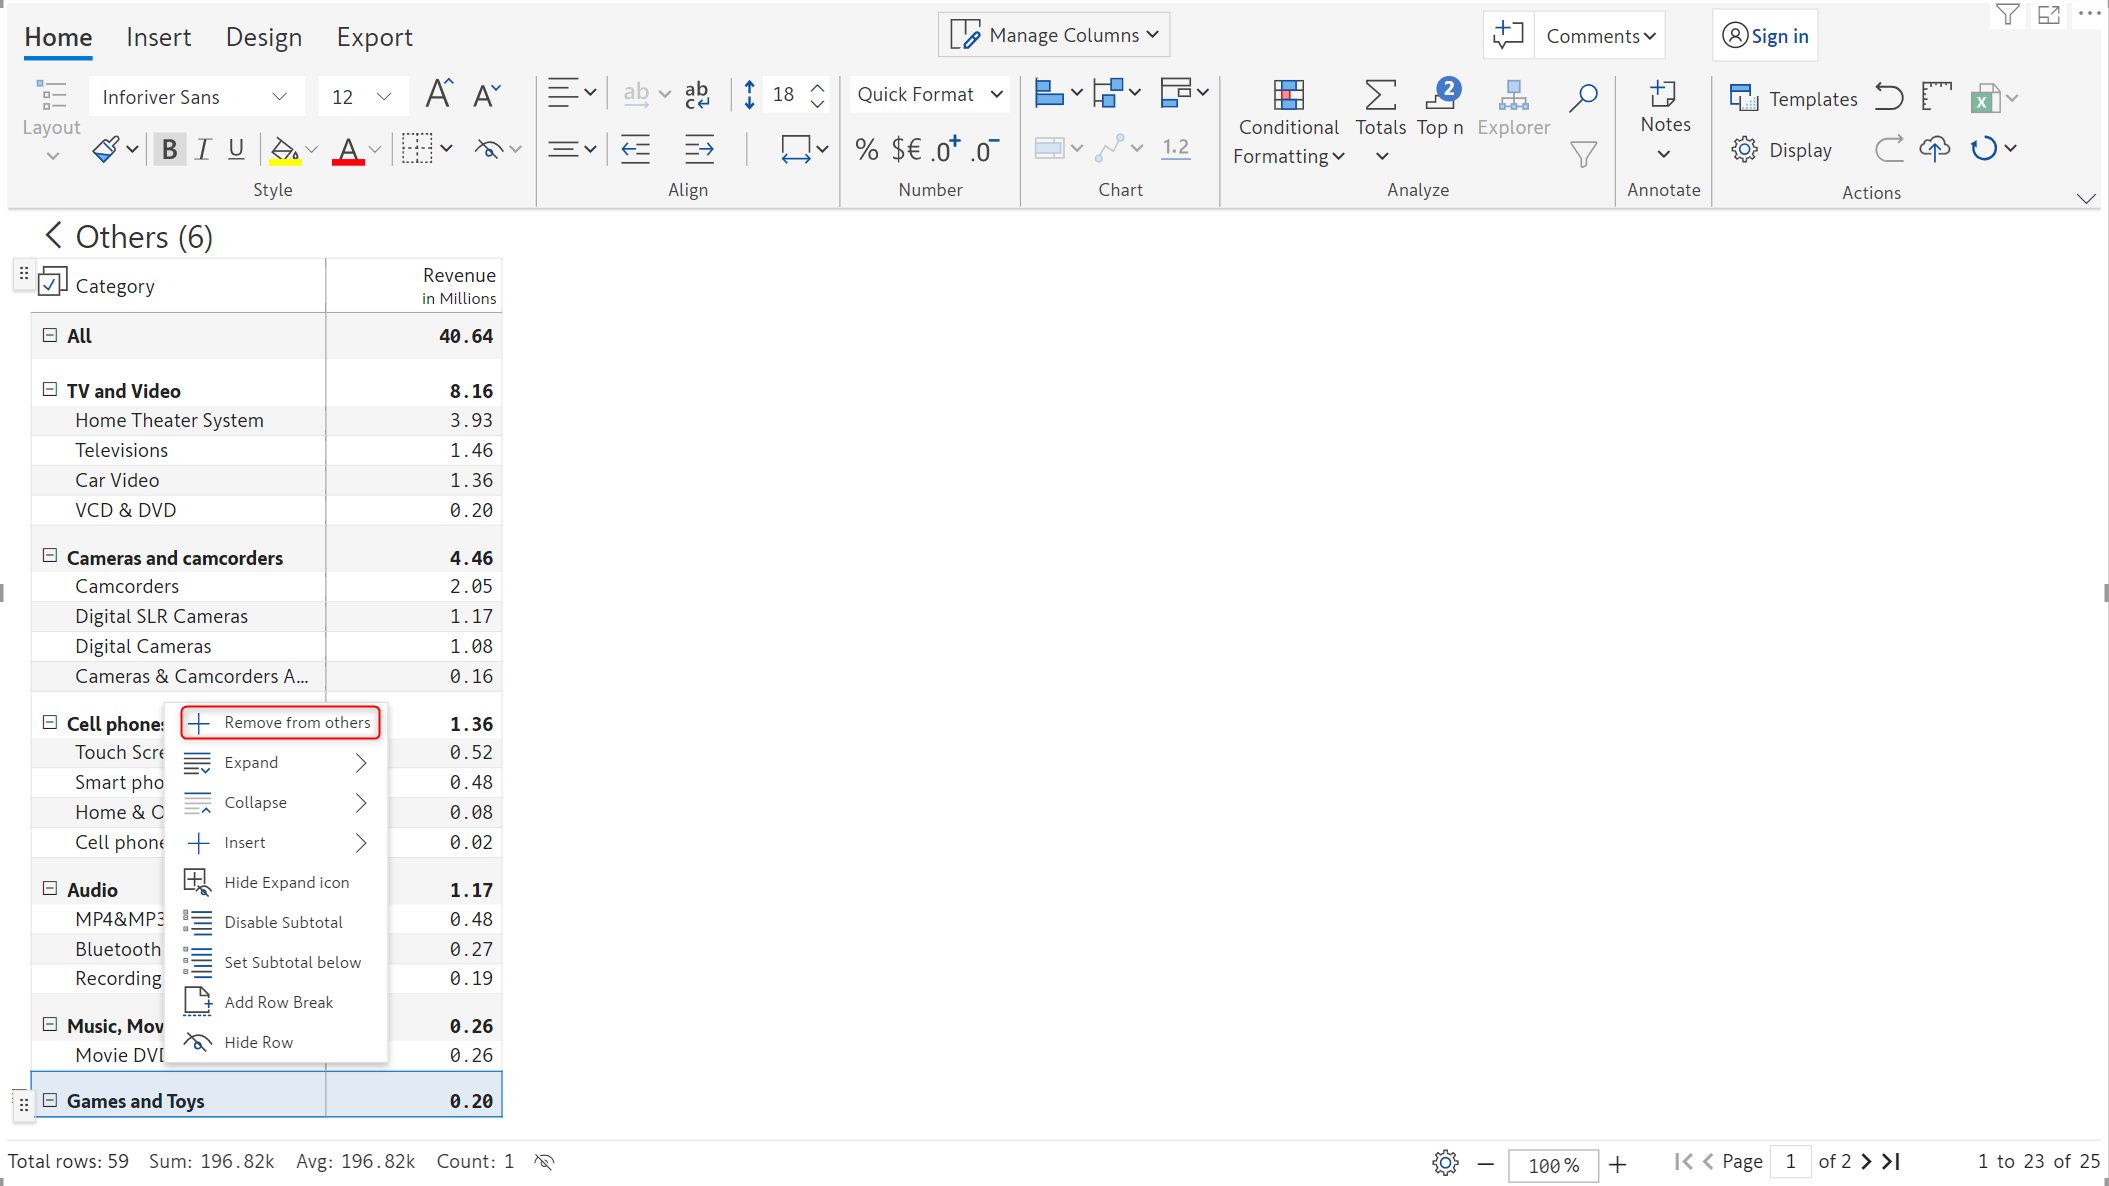 Home Insert Design Export
Manage Columns
Comments
Sign in
Layout
Inforiver Sans 12
B I U
Style
ab
ab
c
18
Align
Quick Format
% $€ .0+ .0-
Number
1.2
Chart
Conditional
Formatting
Totals
2
Top n
Explorer
Analyze
Notes
Annotate
Templates
Display
Actions
Others (6)
Category
Revenue
in Millions
All 40.64
TV and Video 8.16
Home Theater System 3.93
Televisions 1.46
Car Video 1.36
VCD & DVD 0.20
Cameras and camcorders 4.46
Camcorders 2.05
Digital SLR Cameras 1.17
Digital Cameras 1.08
Cameras & Camcorders A... 0.16
Cell phones 1.36
Touch Scre 0.52
Smart pho 0.48
Home & O 0.08
Cell phone 0.02
Audio 1.17
MP4&MP3 0.48
Bluetooth 0.27
Recording 0.19
Music, Mov 0.26
Movie DVD 0.26
Games and Toys 0.20
Remove from others
Expand
Collapse
Insert
Hide Expand icon
Disable Subtotal
Set Subtotal below
Add Row Break
Hide Row
Total rows: 59 Sum: 196.82k Avg: 196.82k Count: 1
100%
Page 1 of 2
1 to 23 of 25